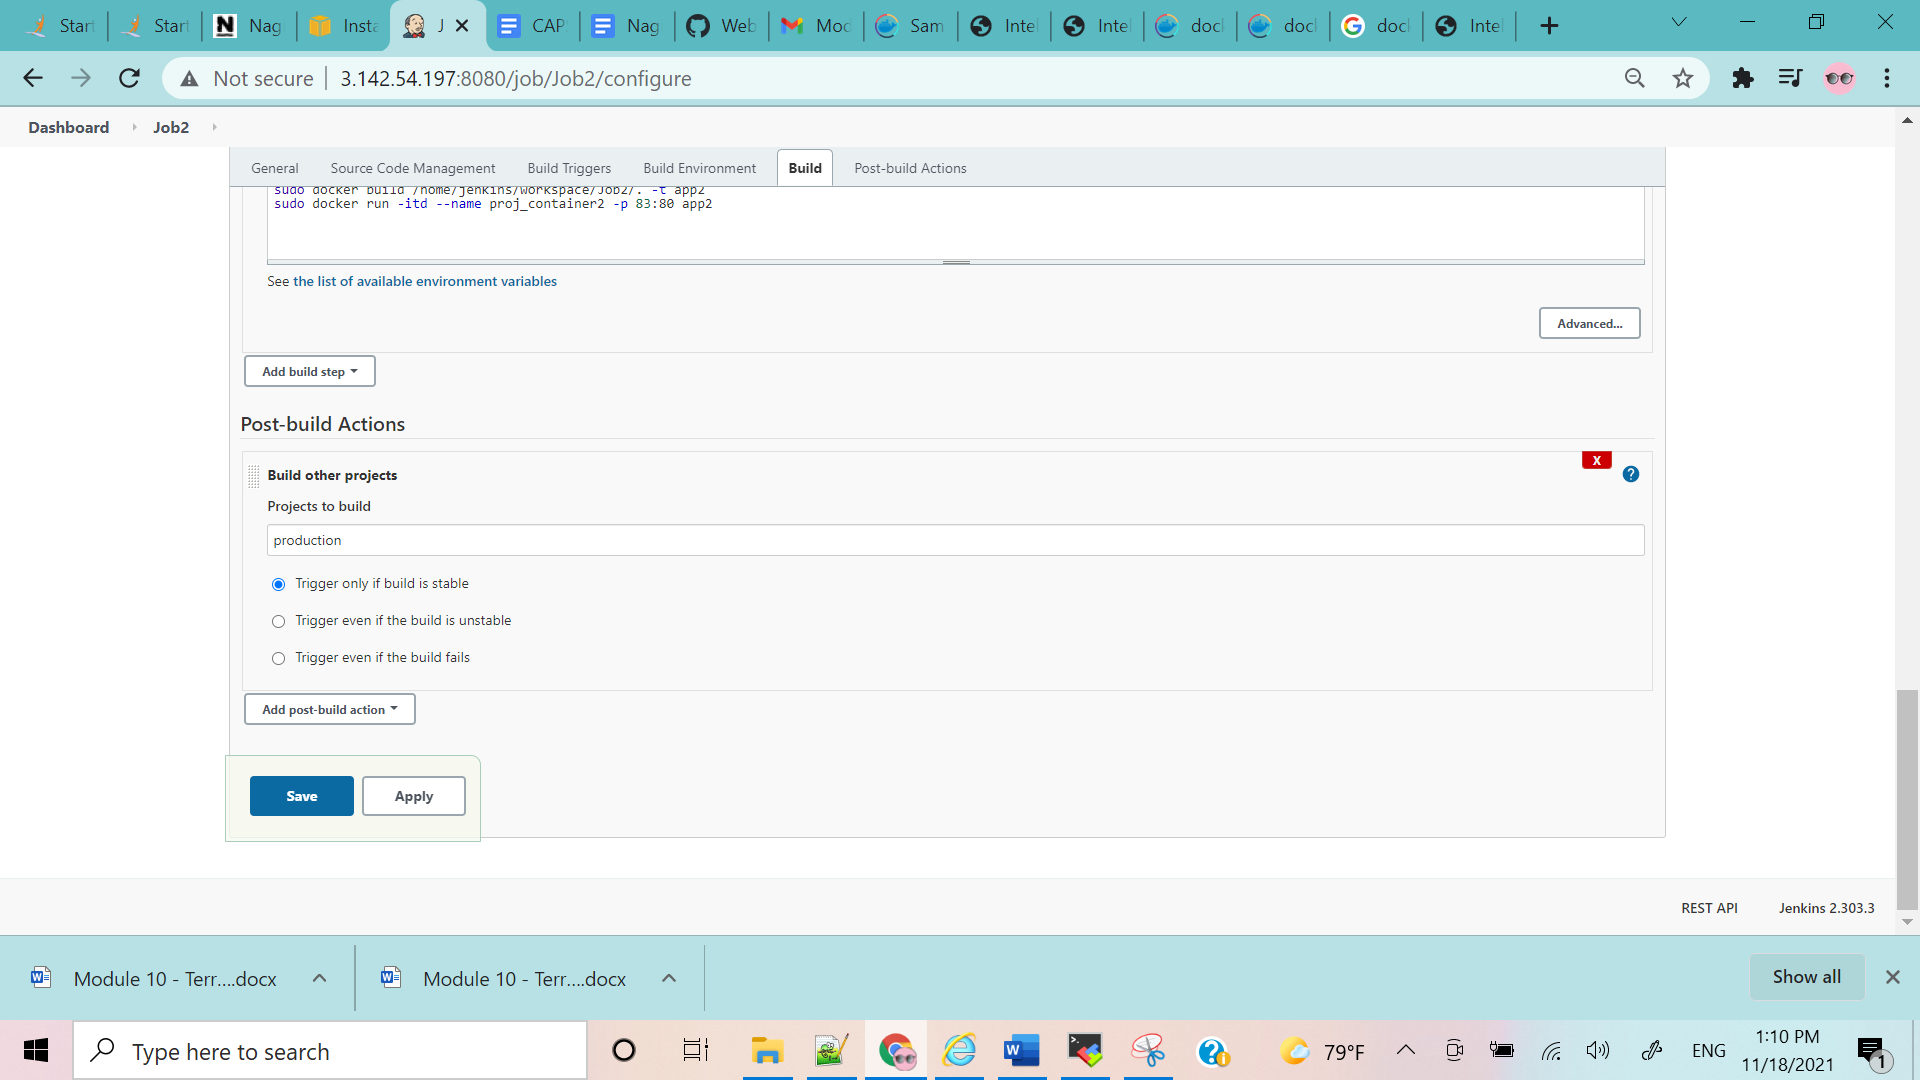 Start
Start
Nag
Insta
J
CAP
Nag
Web
Mod
Sam
Intel
Intel
dock
dock
dock
Intel
Not secure
3.142.54.197:8080/job/Job2/configure
Dashboard
Job2
General
Source Code Management
Build Triggers
Build Environment
Build
Post-build Actions
sudo docker build /home/jenkins/workspace/Job2/. -t app2
sudo docker run -itd --name proj_container2 -p 83:80 app2
See the list of available environment variables
Advanced...
Add build step
Post-build Actions
Build other projects
X
?
Projects to build
production
Trigger only if build is stable
Trigger even if the build is unstable
Trigger even if the build fails
Add post-build action
Save
Apply
REST API
Jenkins 2.303.3
Module 10 - Terr....docx
Module 10 - Terr....docx
Show all
Type here to search
79°F
ENG
1:10 PM
11/18/2021
1